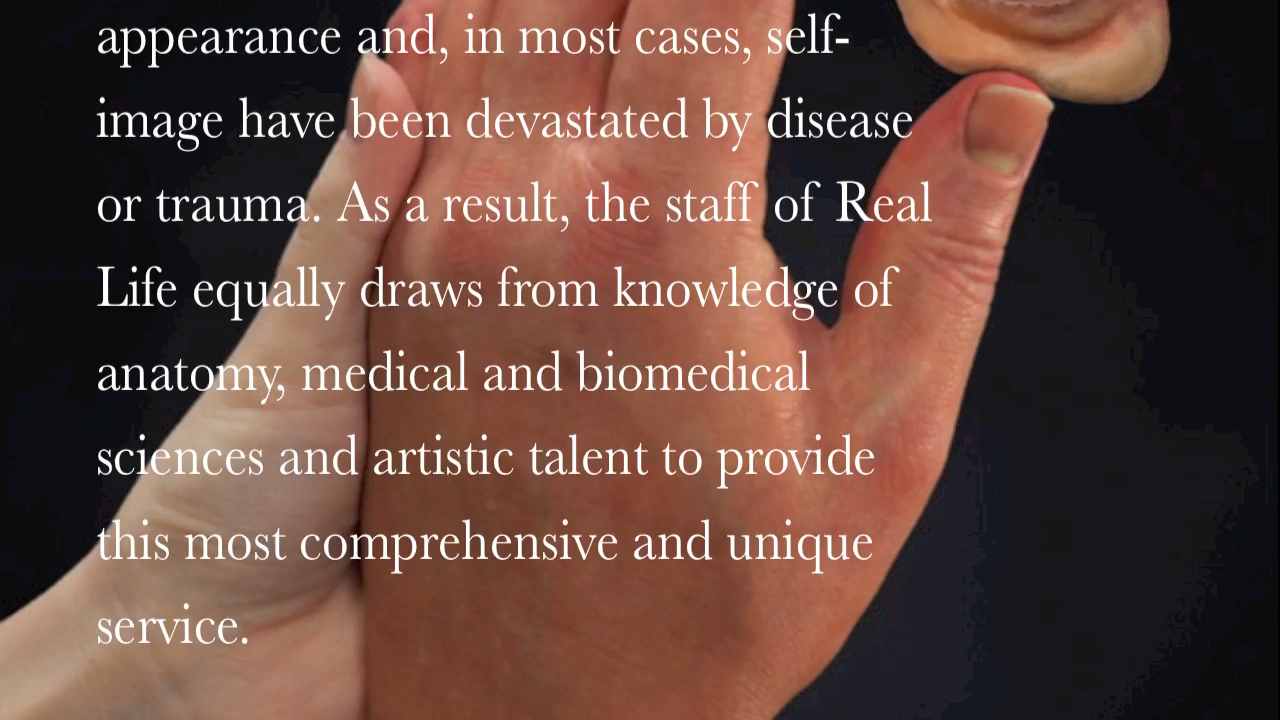 appearance and, in most cases, self-
image have been devastated by disease
or trauma. As a result, the staff of Real
Life equally draws from knowledge of
anatomy, medical and biomedical
sciences and artistic talent to provide
this most comprehensive and unique
service.